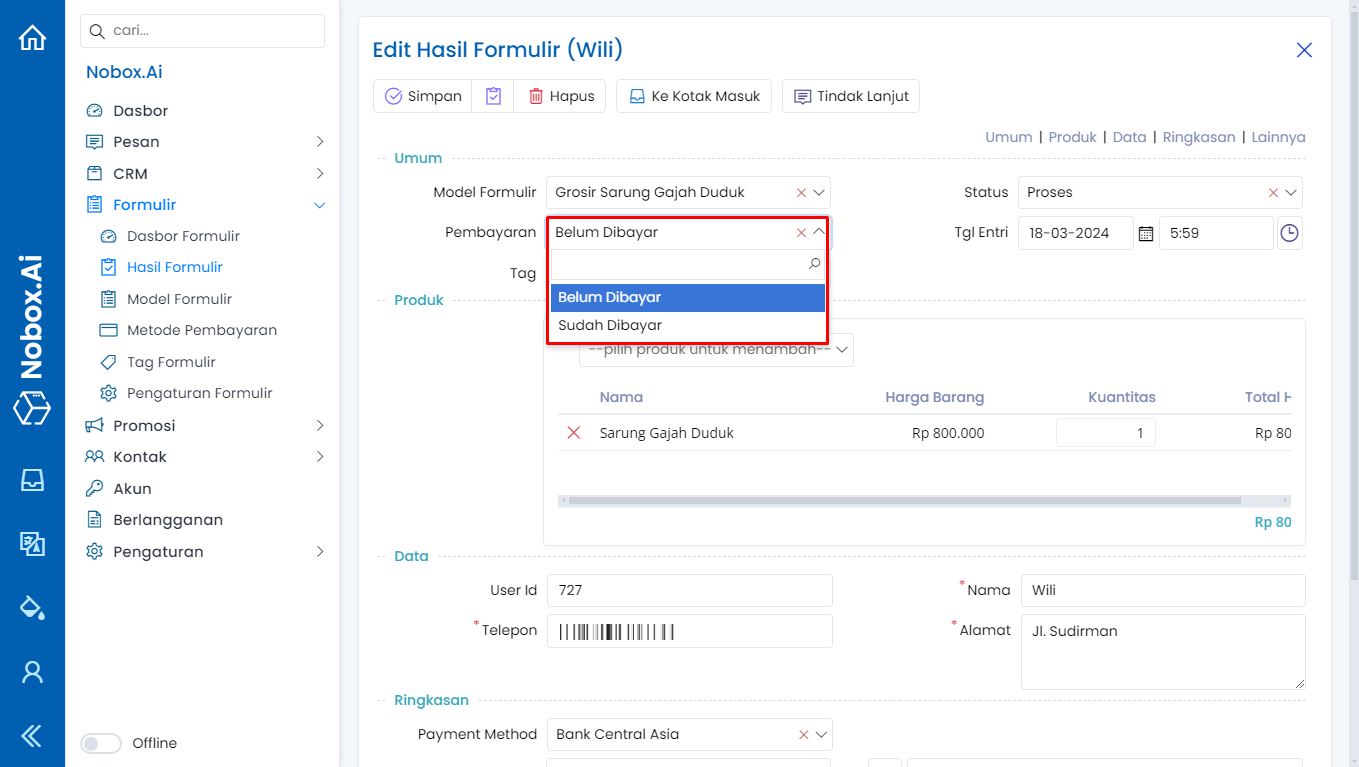 Nobox.Ai
cari...
Nobox.Ai
Dasbor
Pesan
CRM
Formulir
Dasbor Formulir
Hasil Formulir
Model Formulir
Metode Pembayaran
Tag Formulir
Pengaturan Formulir
Promosi
Kontak
Akun
Berlangganan
Pengaturan
Offline
Edit Hasil Formulir (Wili)
Simpan Hapus Ke Kotak Masuk Tindak Lanjut
Umum | Produk | Data | Ringkasan | Lainnya
Umum
Model Formulir Grosir Sarung Gajah Duduk Status Proses
Pembayaran Belum Dibayar Tgl Entri 18-03-2024 5:59
Tag
Belum Dibayar
Sudah Dibayar
Produk
--pilih produk untuk menambah--
Nama Harga Barang Kuantitas Total H
Sarung Gajah Duduk Rp 800.000 1 Rp 80
Rp 80
Data
User Id 727 *Nama Wili
*Telepon *Alamat Jl. Sudirman
Ringkasan
Payment Method Bank Central Asia